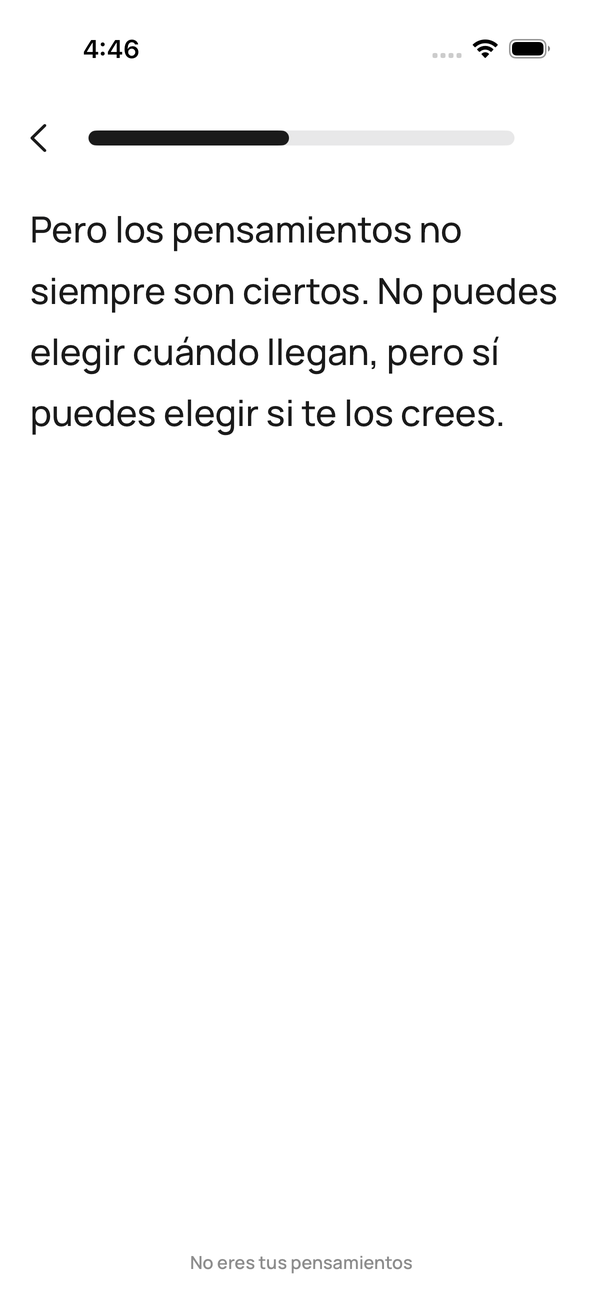 4:46
Pero los pensamientos no
siempre son ciertos. No puedes
elegir cuándo llegan, pero sí
puedes elegir si te los crees.
No eres tus pensamientos